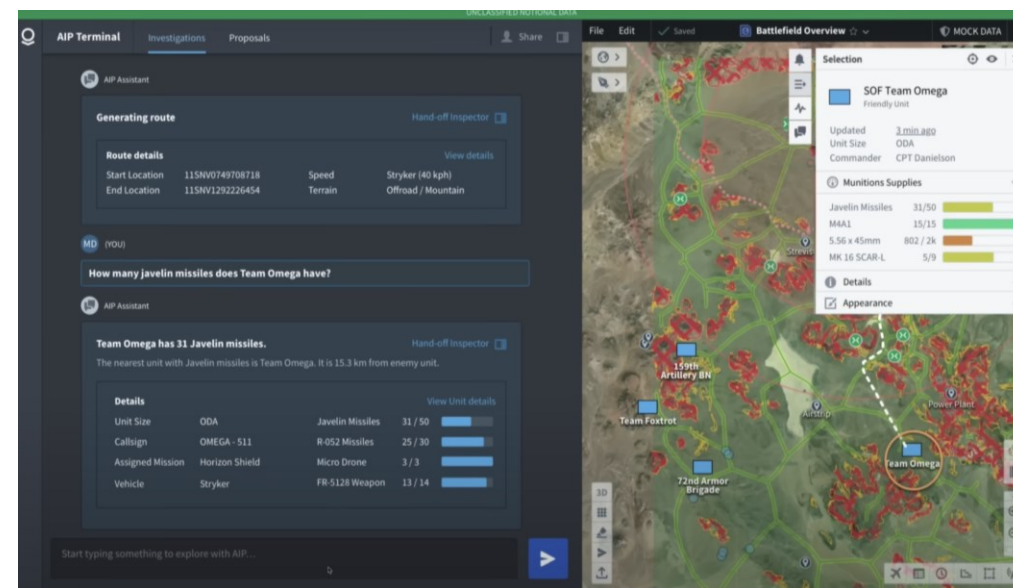 UNCLASSIFIED NOTIONAL DATA
AIP Terminal
Investigations
Proposals
Share
AIP Assistant
Generating route
Hand-off Inspector
Route details
View details
Start Location 11SNV0749708718 Speed Stryker (40 kph)
End Location 11SNV1292226454 Terrain Offroad / Mountain
MD (YOU)
How many javelin missiles does Team Omega have?
AIP Assistant
Team Omega has 31 Javelin missiles.
Hand-off Inspector
The nearest unit with Javelin missiles is Team Omega. It is 15.3 km from enemy unit.
Details
View Unit details
Unit Size ODA Javelin Missiles 31 / 50
Callsign OMEGA - 511 R-052 Missiles 25 / 30
Assigned Mission Horizon Shield Micro Drone 3 / 3
Vehicle Stryker FR-5128 Weapon 13 / 14
Start typing something to explore with AIP...
File Edit Saved
Battlefield Overview
MOCK DATA
Selection
SOF Team Omega
Friendly Unit
Updated 3 min ago
Unit Size ODA
Commander CPT Danielson
Munitions Supplies
Javelin Missiles 31/50
M4A1 15/15
5.56 x 45mm 802 / 2k
MK 16 SCAR-L 5/9
Details
Appearance
159th
Artillery BN
Team Foxtrot
Airstrip
Power Plant
Team Omega
72nd Armor
Brigade
3D